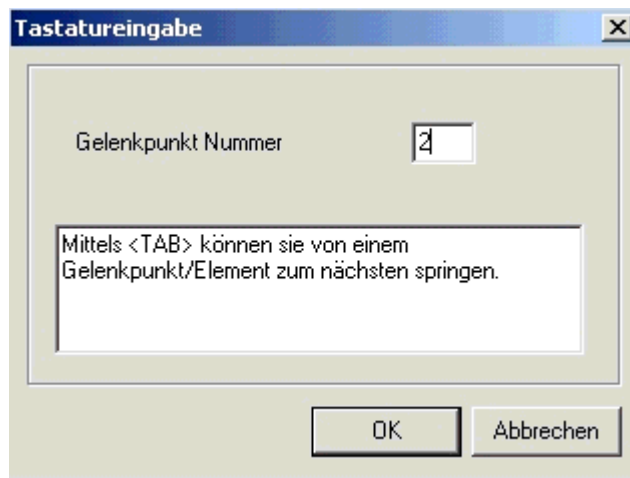 Tastatureingabe
Gelenkpunkt Nummer 2
Mittels <TAB> können sie von einem
Gelenkpunkt/Element zum nächsten springen.
OK Abbrechen